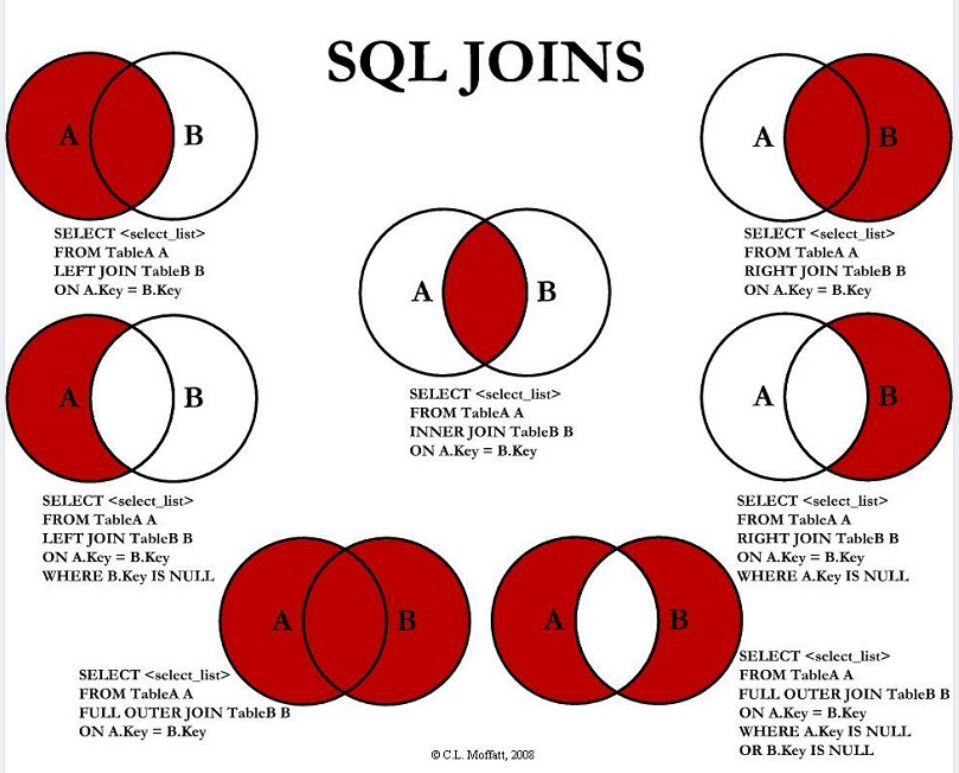 SQL JOINS
A
B
SELECT <select_list>
FROM TableA A
LEFT JOIN TableB B
ON A.Key = B.Key
A
B
SELECT <select_list>
FROM TableA A
RIGHT JOIN TableB B
ON A.Key = B.Key
A
B
SELECT <select_list>
FROM TableA A
INNER JOIN TableB B
ON A.Key = B.Key
A
B
SELECT <select_list>
FROM TableA A
LEFT JOIN TableB B
ON A.Key = B.Key
WHERE B.Key IS NULL
A
B
SELECT <select_list>
FROM TableA A
RIGHT JOIN TableB B
ON A.Key = B.Key
WHERE A.Key IS NULL
A
B
SELECT <select_list>
FROM TableA A
FULL OUTER JOIN TableB B
ON A.Key = B.Key
A
B
SELECT <select_list>
FROM TableA A
FULL OUTER JOIN TableB B
ON A.Key = B.Key
WHERE A.Key IS NULL
OR B.Key IS NULL
© C.L. Moffatt, 2008